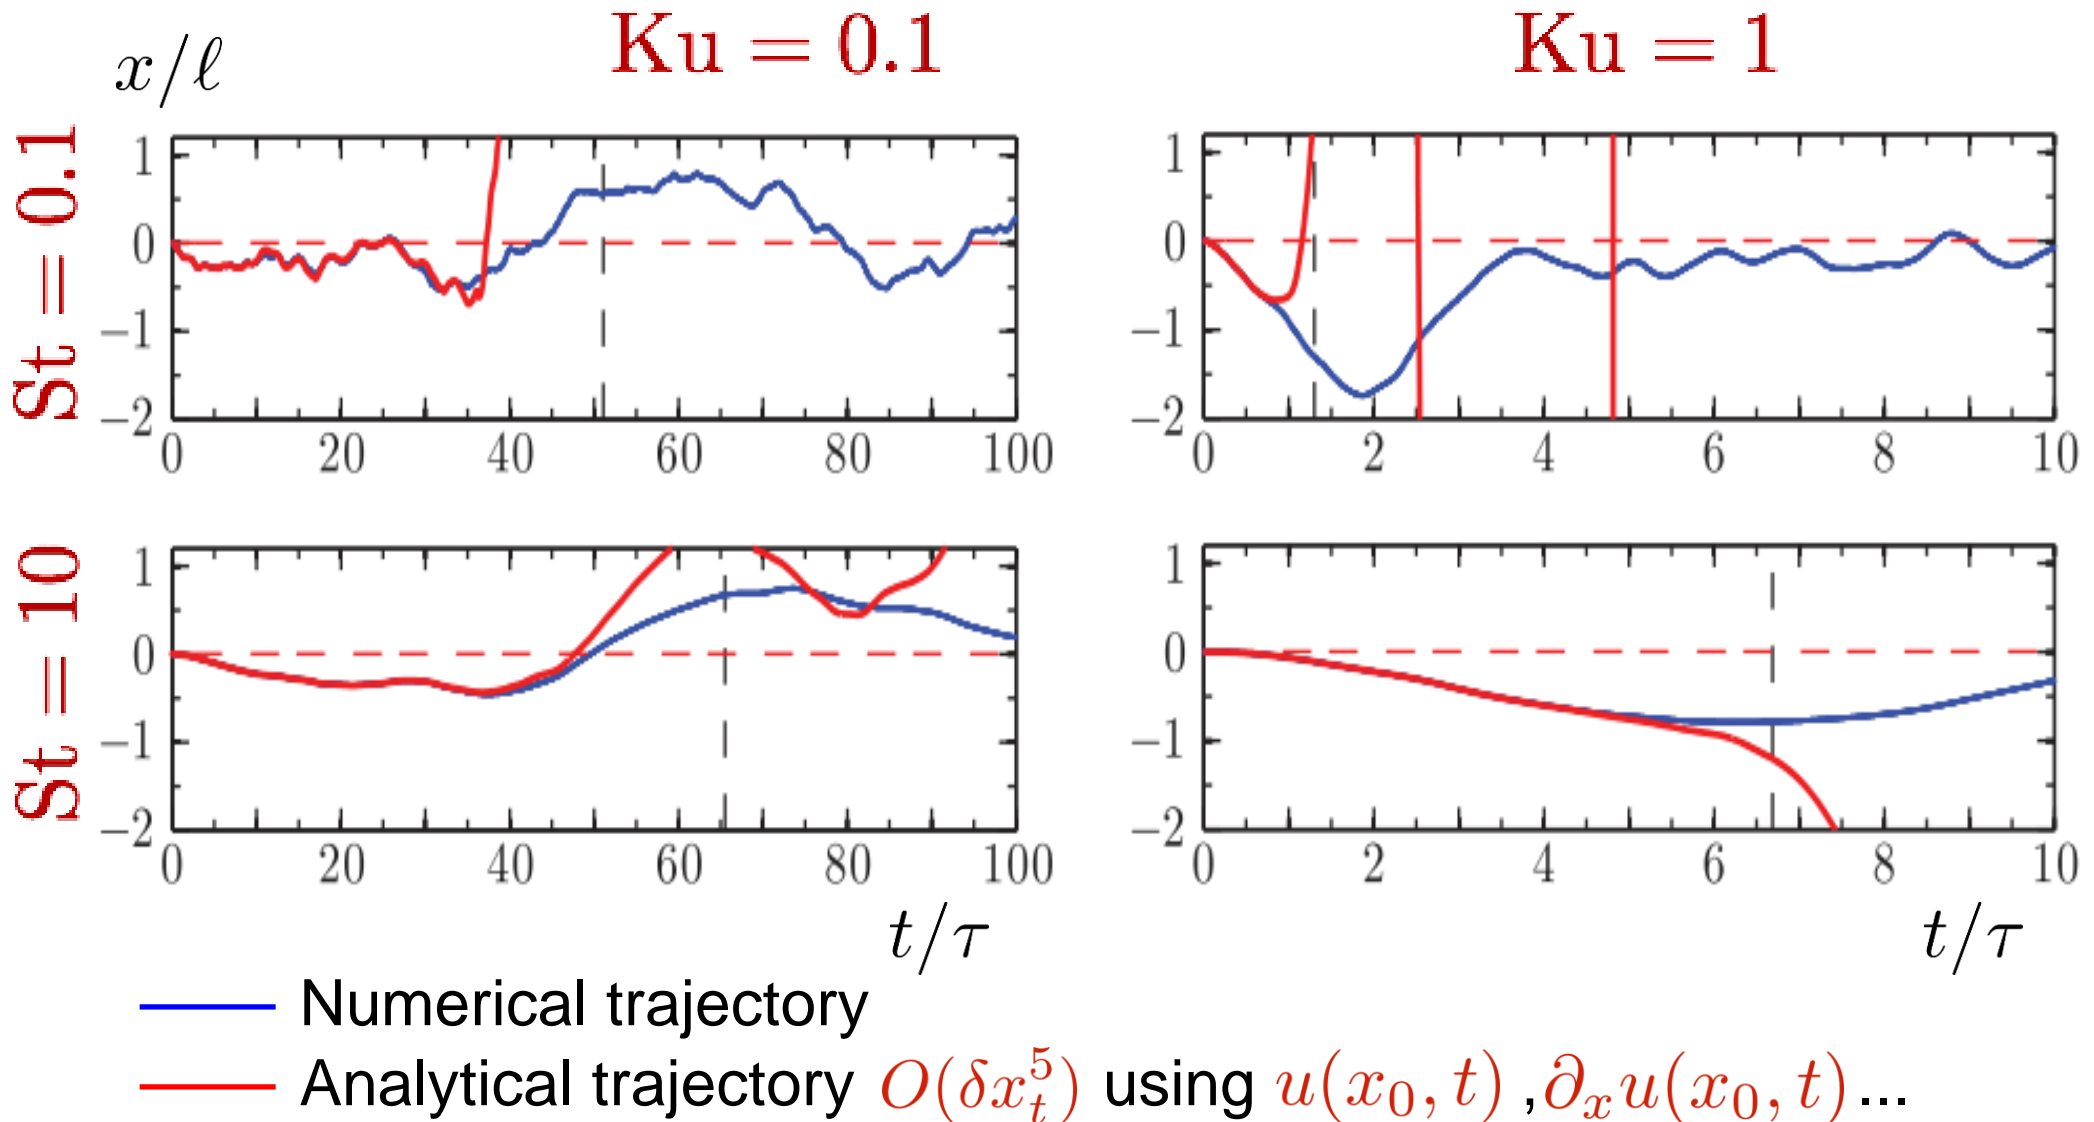 Ku = 0.1
Ku = 1
x/ℓ
St = 0.1
1
0
−1
−2
0 20 40 60 80 100
1
0
−1
−2
0 2 4 6 8 10
St = 10
1
0
−1
−2
0 20 40 60 80 100
1
0
−1
−2
0 2 4 6 8 10
t/τ
t/τ
Numerical trajectory
Analytical trajectory O(δx_t^5) using u(x_0, t) , ∂_x u(x_0, t) ...